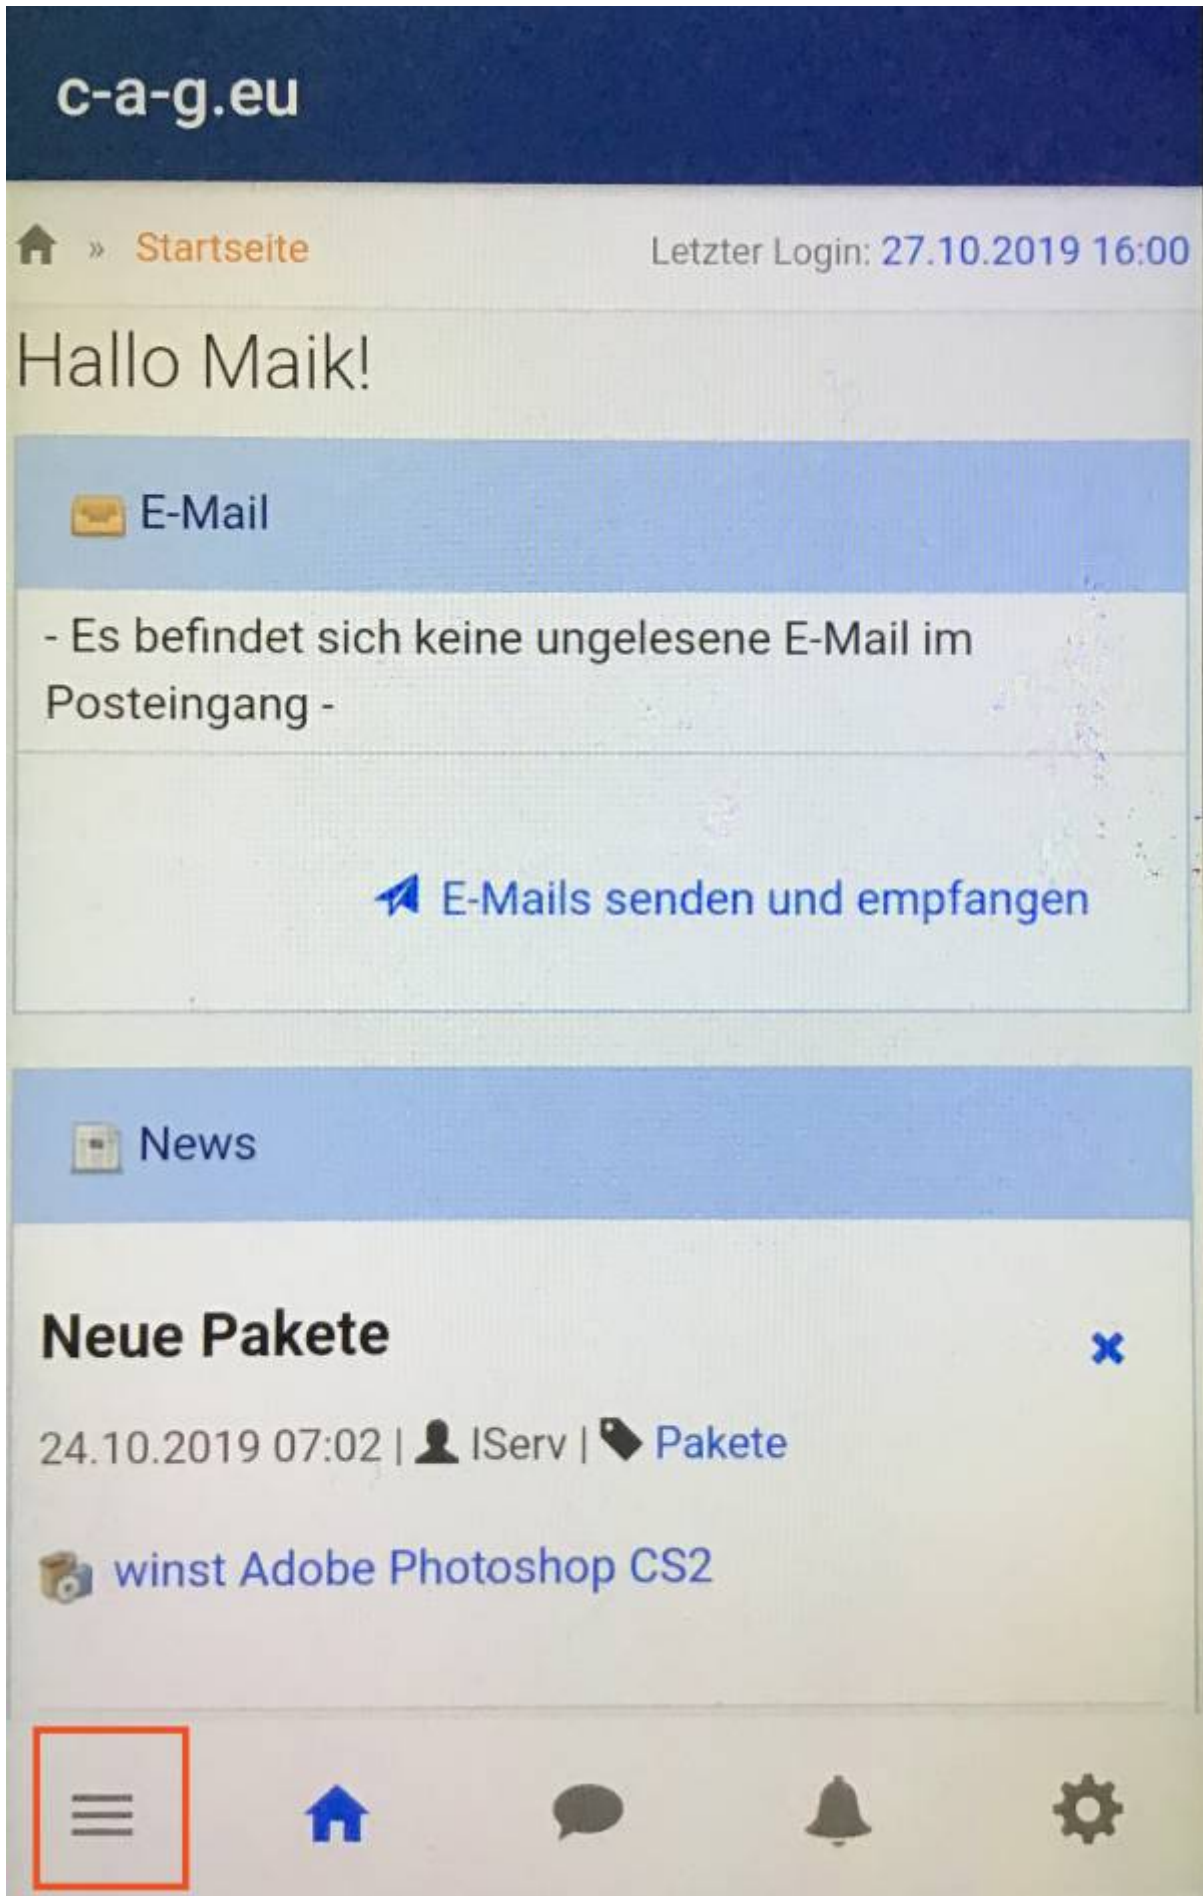 c-a-g.eu
» Startseite Letzter Login: 27.10.2019 16:00
Hallo Maik!
E-Mail
- Es befindet sich keine ungelesene E-Mail im
Posteingang -
E-Mails senden und empfangen
News
Neue Pakete
24.10.2019 07:02 | IServ | Pakete
winst Adobe Photoshop CS2